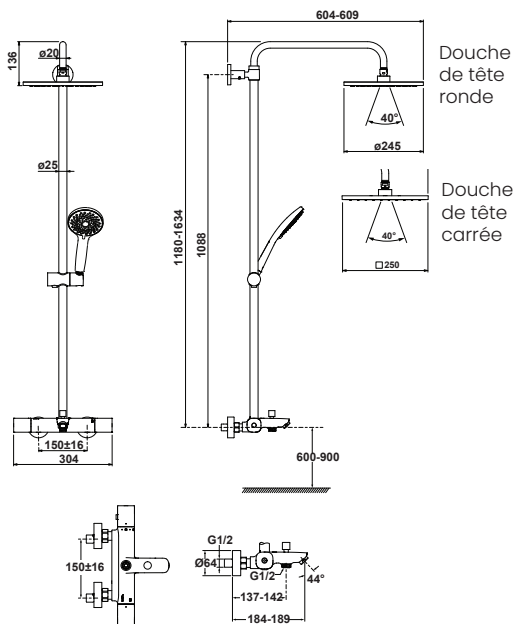 604-609
136
ø20
Douche
de tête
ronde
40°
ø245
ø25
Douche
de tête
carrée
40°
□250
1180-1634
1088
150±16
304
600-900
G1/2
Ø64
150±16
G1/2
44°
137-142
184-189